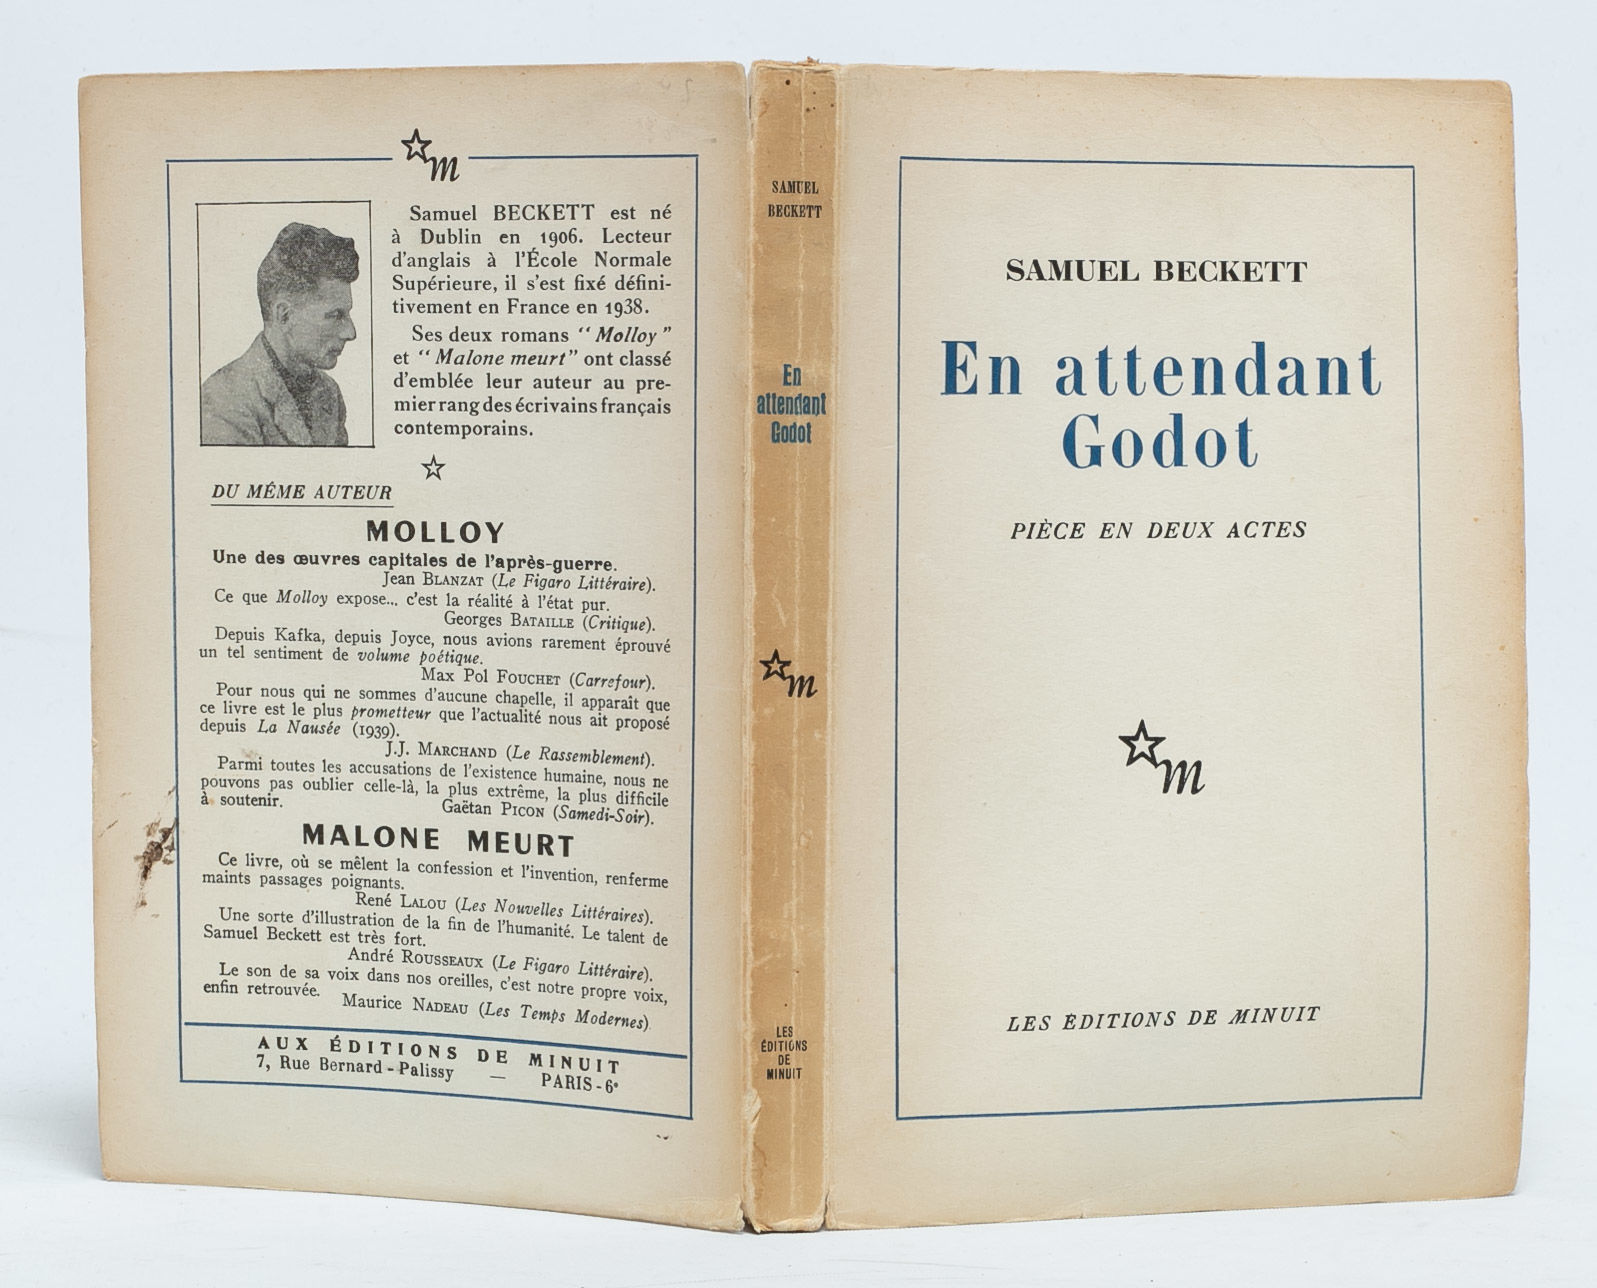 Samuel BECKETT est né
à Dublin en 1906. Lecteur
d'anglais à l'École Normale
Supérieure, il s'est fixé défini-
tivement en France en 1938.
Ses deux romans “ Molloy ”
et “ Malone meurt” ont classé
d'emblée leur auteur au pre-
mier rang des écrivains français
contemporains.
DU MÊME AUTEUR
MOLLOY
Une des œuvres capitales de l'après-guerre.
Jean BLANZAT (Le Figaro Littéraire).
Ce que Molloy expose... c'est la réalité à l'état pur.
Georges BATAILLE (Critique).
Depuis Kafka, depuis Joyce, nous avions rarement éprouvé
un tel sentiment de volume poétique.
Max Pol FOUCHET (Carrefour).
Pour nous qui ne sommes d'aucune chapelle, il apparaît que
ce livre est le plus prometteur que l'actualité nous ait proposé
depuis La Nausée (1939).
J.J. MARCHAND (Le Rassemblement).
Parmi toutes les accusations de l'existence humaine, nous ne
pouvons pas oublier celle-là, la plus extrême, la plus difficile
à soutenir. Gaëtan PICON (Samedi-Soir).
MALONE MEURT
Ce livre, où se mêlent la confession et l'invention, renferme
maints passages poignants.
René LALOU (Les Nouvelles Littéraires).
Une sorte d'illustration de la fin de l'humanité. Le talent de
Samuel Beckett est très fort.
André ROUSSEAUX (Le Figaro Littéraire).
Le son de sa voix dans nos oreilles, c'est notre propre voix,
enfin retrouvée. Maurice NADEAU (Les Temps Modernes)
AUX ÉDITIONS DE MINUIT
7, Rue Bernard-Palissy — PARIS-6e
SAMUEL
BECKETT
En
attendant
Godot
m
LES
ÉDITIONS
DE
MINUIT
SAMUEL BECKETT
En attendant
Godot
PIÈCE EN DEUX ACTES
m
LES ÉDITIONS DE MINUIT